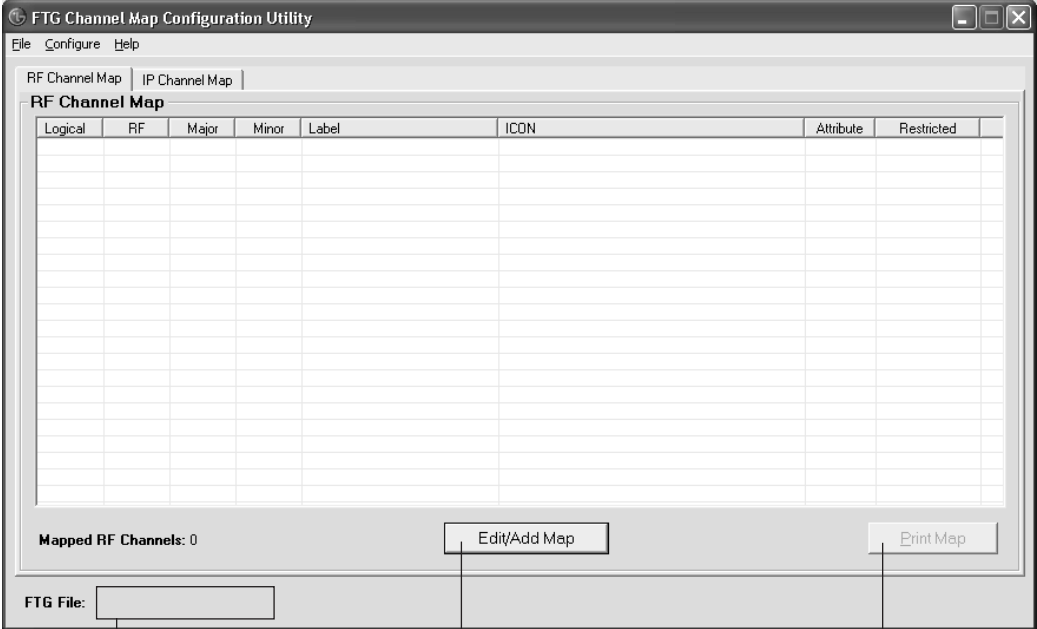 FTG Channel Map Configuration Utility
File Configure Help
RF Channel Map IP Channel Map
RF Channel Map
Logical RF Major Minor Label ICON Attribute Restricted
Mapped RF Channels: 0 Edit/Add Map Print Map
FTG File: